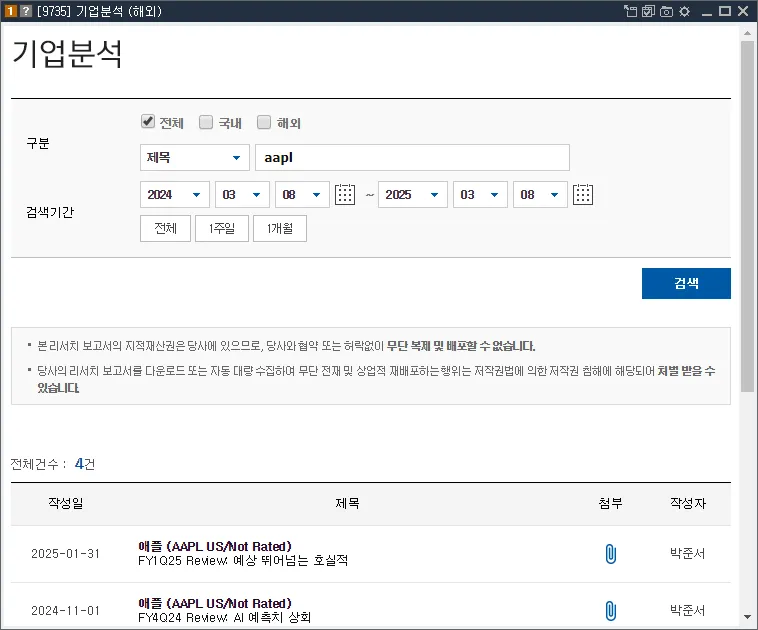 1 ? [9735] 기업분석 (해외)
기업분석
구분
전체 국내 해외
제목 aapl
검색기간
2024 03 08 ~ 2025 03 08
전체 1주일 1개월
검색
• 본 리서치 보고서의 지적재산권은 당사에 있으므로, 당사와 협약 또는 허락없이 무단 복제 및 배포할 수 없습니다.
• 당사의 리서치 보고서를 다운로드 또는 자동 대량 수집하여 무단 전재 및 상업적 재배포하는 행위는 저작권법에 의한 저작권 침해에 해당되어 처벌 받을 수
있습니다.
전체건수 : 4건
작성일 제목 첨부 작성자
2025-01-31 애플 (AAPL US/Not Rated) 박준서
FY1Q25 Review: 예상 뛰어넘는 호실적
2024-11-01 애플 (AAPL US/Not Rated) 박준서
FY4Q24 Review: AI 예측치 상회